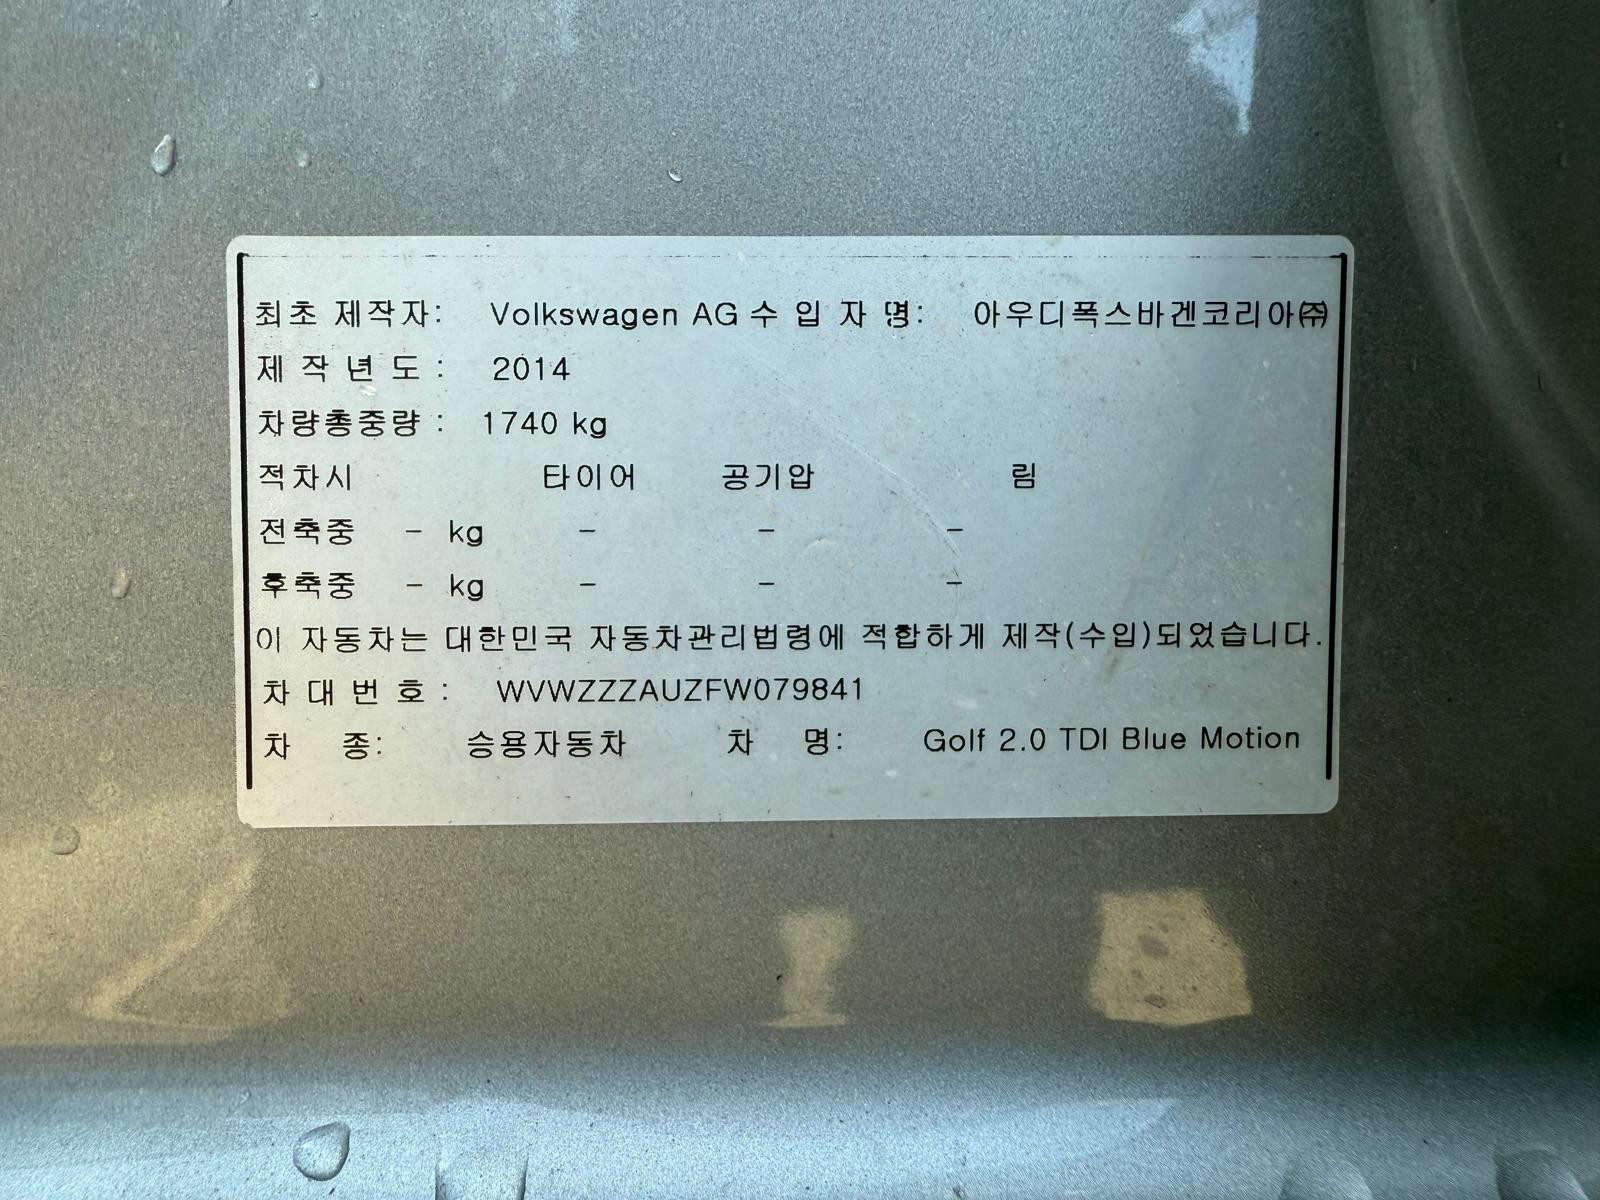 최초 제작자: Volkswagen AG 수 입 자 명: 아우디폭스바겐코리아㈜
제 작 년 도 : 2014
차량총중량 : 1740 kg
적차시 타이어 공기압 림
전축중 - kg - - -
후축중 - kg - - -
이 자동차는 대한민국 자동차관리법령에 적합하게 제작(수입)되었습니다.
차 대 번 호 : WVWZZZAUZFW079841
차 종: 승용자동차 차 명: Golf 2.0 TDI Blue Motion